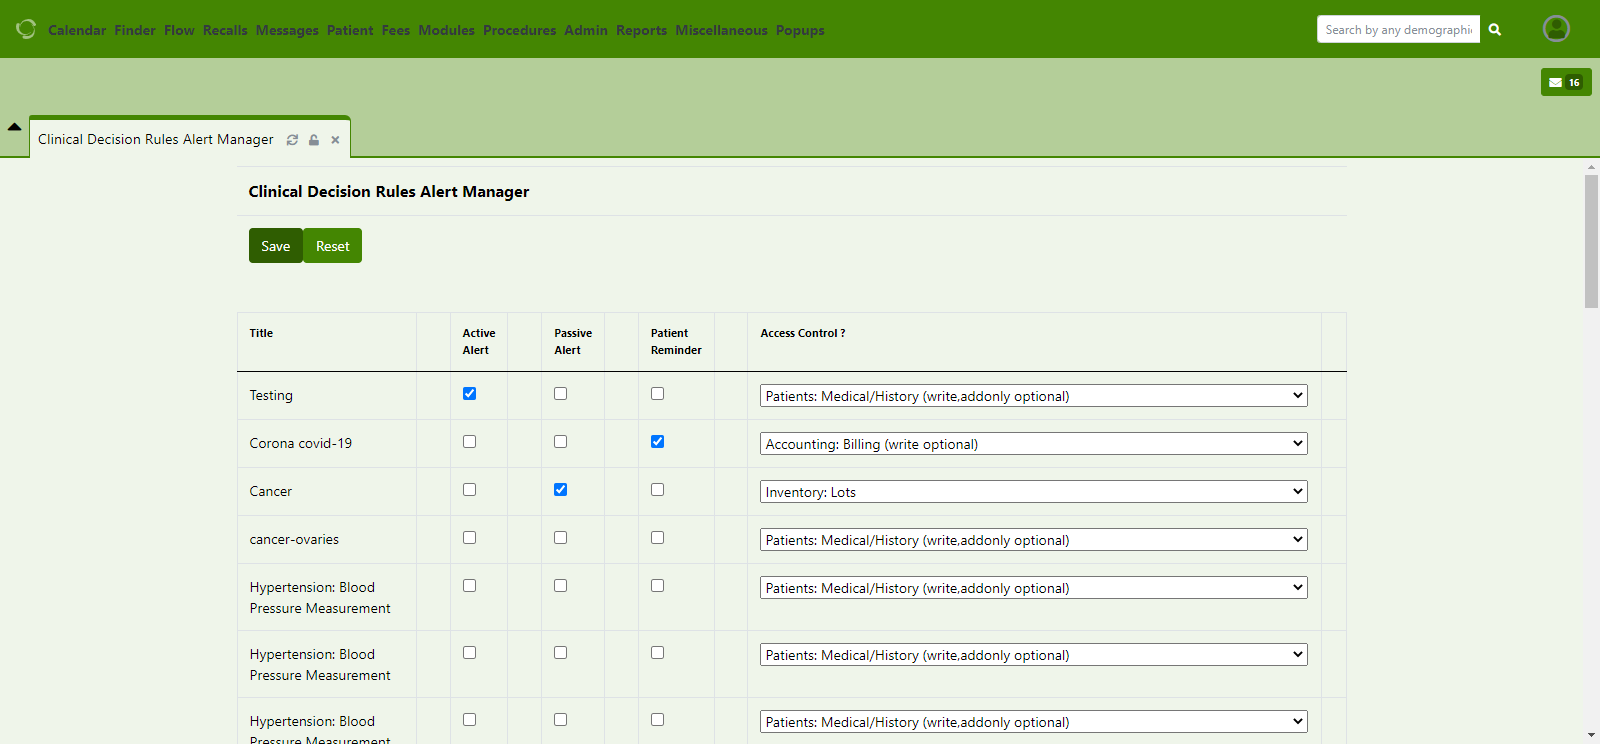 Calendar Finder Flow Recalls Messages Patient Fees Modules Procedures Admin Reports Miscellaneous Popups
Search by any demographi
16
Clinical Decision Rules Alert Manager
Clinical Decision Rules Alert Manager
Save Reset
Title Active Alert Passive Alert Patient Reminder Access Control ?
Testing Patients: Medical/History (write,addonly optional)
Corona covid-19 Accounting: Billing (write optional)
Cancer Inventory: Lots
cancer-ovaries Patients: Medical/History (write,addonly optional)
Hypertension: Blood Patients: Medical/History (write,addonly optional)
Pressure Measurement
Hypertension: Blood Patients: Medical/History (write,addonly optional)
Pressure Measurement
Hypertension: Blood Patients: Medical/History (write,addonly optional)
Pressure Measurement